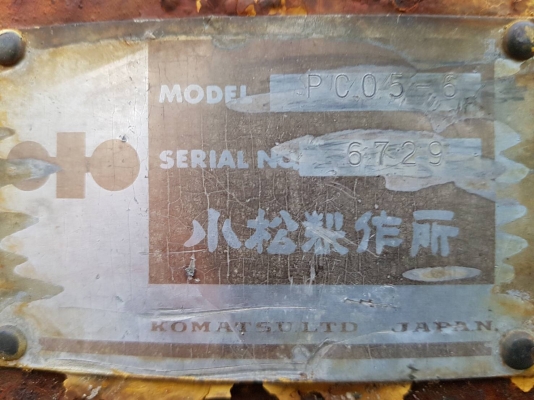 MODEL PC05-6
SERIAL NO. 6729
小松製作所
KOMATSU LTD JAPAN.